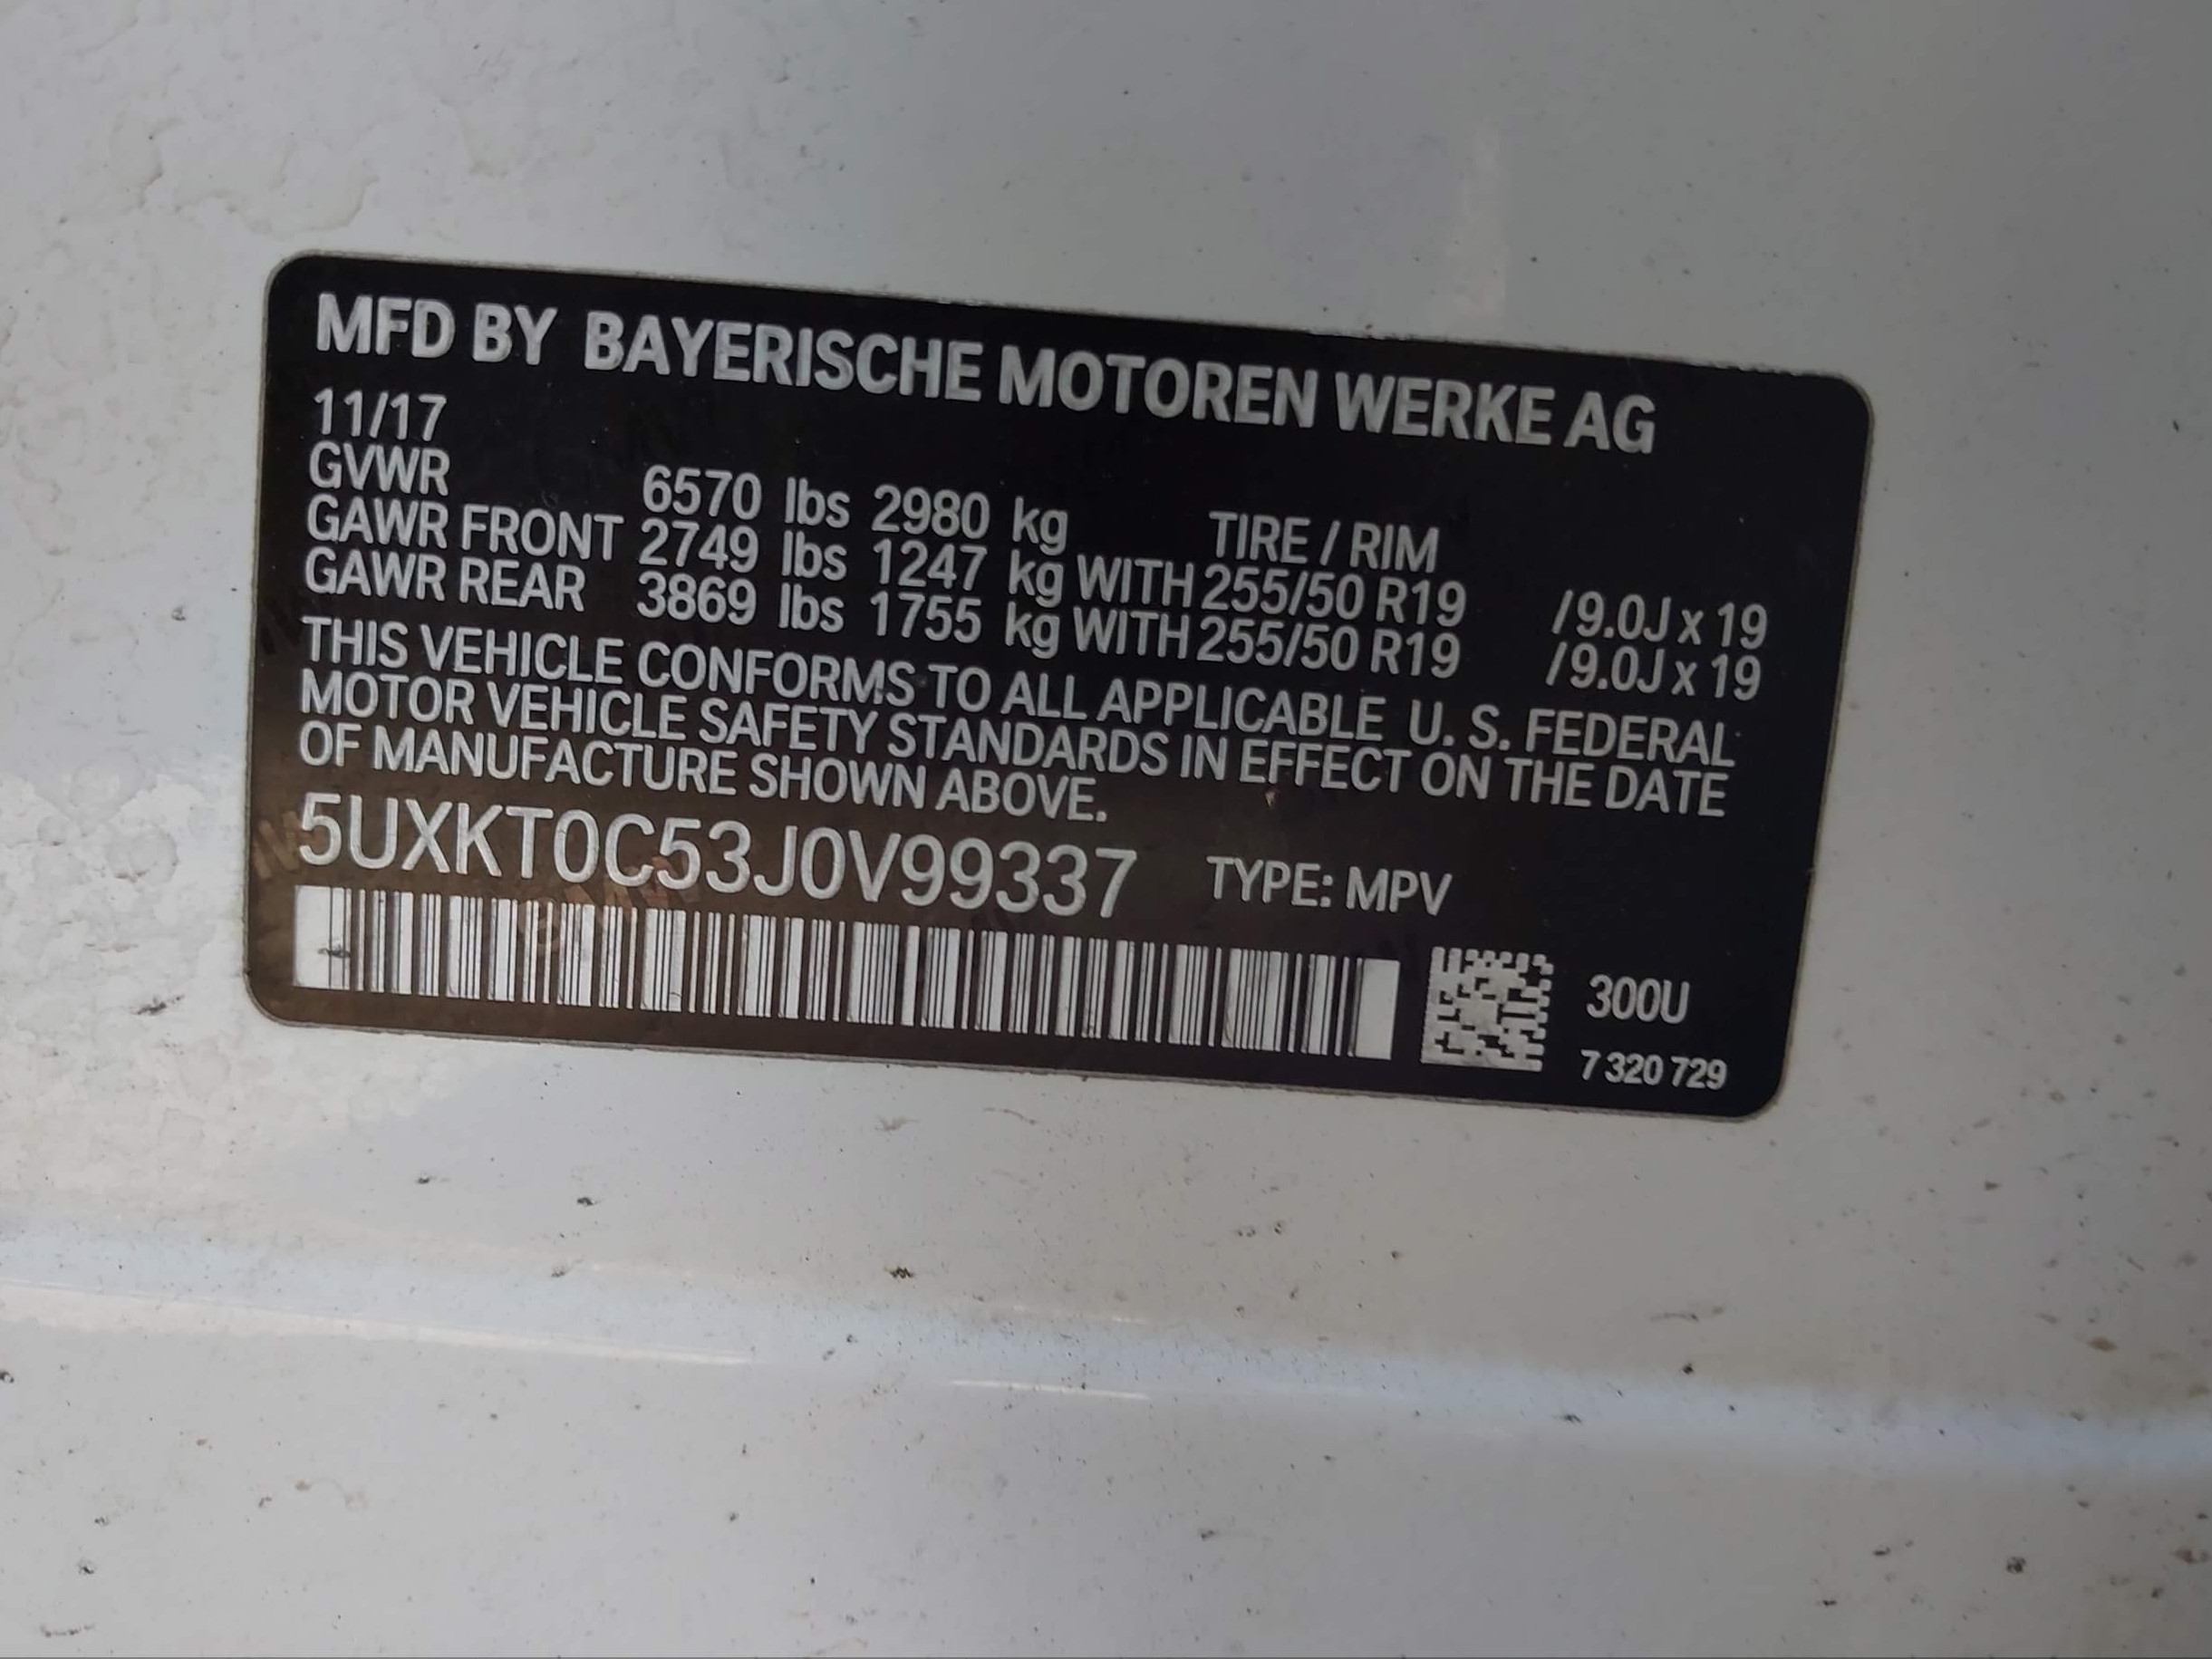 MFD BY BAYERISCHE MOTOREN WERKE AG
11/17
GVWR 6570 lbs 2980 kg TIRE / RIM
GAWR FRONT 2749 lbs 1247 kg WITH 255/50 R19 /9.0J x 19
GAWR REAR 3869 lbs 1755 kg WITH 255/50 R19 /9.0J x 19
THIS VEHICLE CONFORMS TO ALL APPLICABLE U. S. FEDERAL
MOTOR VEHICLE SAFETY STANDARDS IN EFFECT ON THE DATE
OF MANUFACTURE SHOWN ABOVE.
5UXKT0C53J0V99337 TYPE: MPV
300U
7 320 729